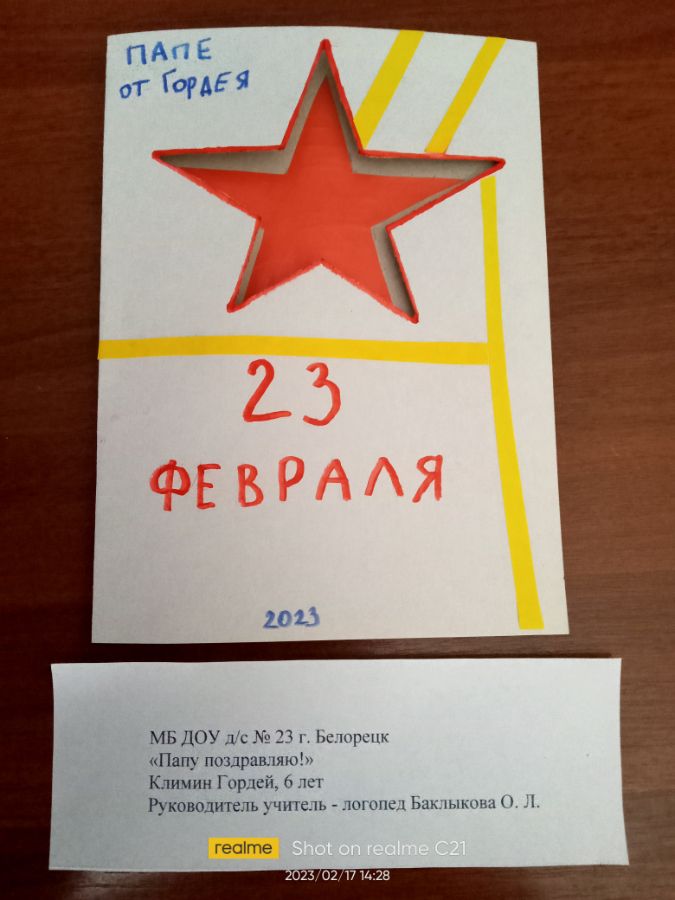 ПАПЕ
от ГОРДЕЯ
23
ФЕВРАЛЯ
2023
МБ ДОУ д/с № 23 г. Белорецк
«Папу поздравляю!»
Климин Гордей, 6 лет
Руководитель учитель - логопед Баклыкова О. Л.
realme Shot on realme C21
2023/02/17 14:28